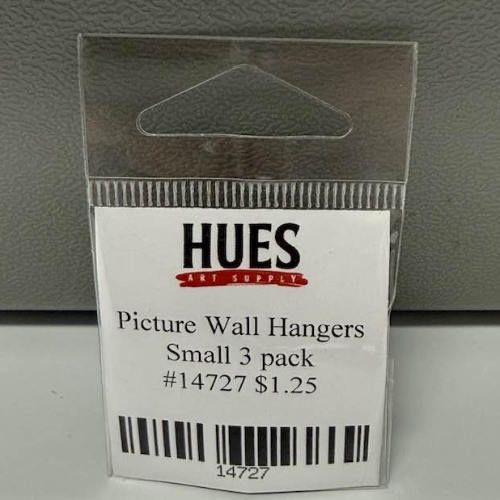 HUES
ART SUPPLY
Picture Wall Hangers
Small 3 pack
#14727 $1.25
14727